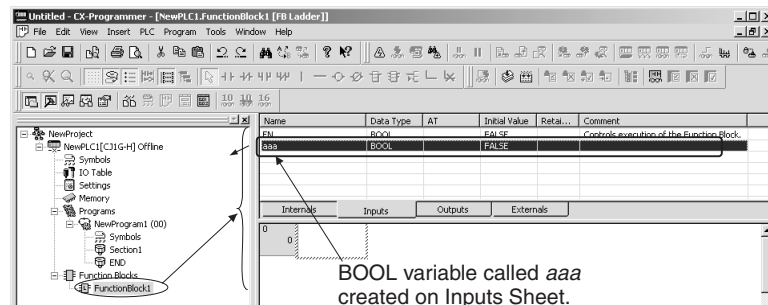 Untitled - CX-Programmer - [NewPLC1.FunctionBlock1 [FB Ladder]]
File Edit View Insert PLC Program Tools Window Help
10 10 16
Name Data Type AT Initial Value Retai... Comment
EN BOOL FALSE Controls execution of the Function Block.
aaa BOOL FALSE
NewProject
NewPLC1[CJ1G-H] Offline
Symbols
IO Table
Settings
Memory
Programs
NewProgram1 (00)
Symbols
Section1
END
Function Blocks
FunctionBlock1
Internals Inputs Outputs Externals
0
0
BOOL variable called aaa
created on Inputs Sheet.